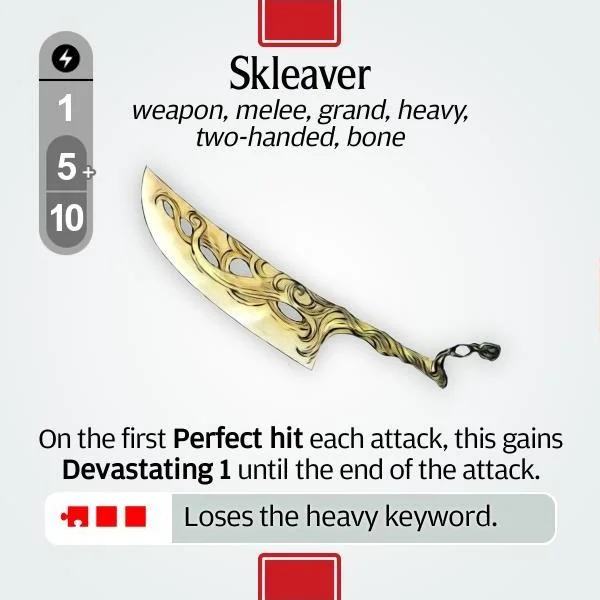 Skleaver
weapon, melee, grand, heavy,
two-handed, bone
1
5+
10
On the first Perfect hit each attack, this gains
Devastating 1 until the end of the attack.
Loses the heavy keyword.